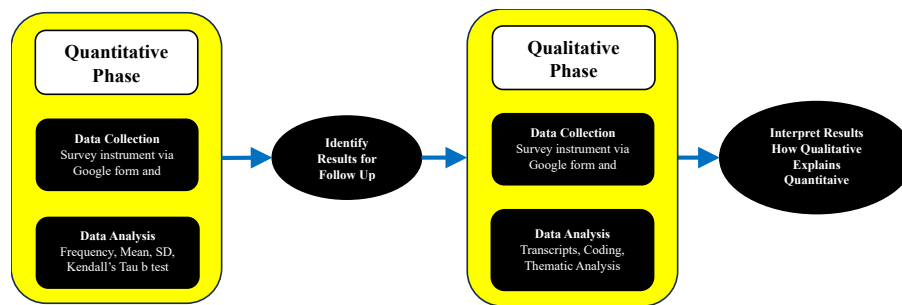 Quantitative
Phase
Data Collection
Survey instrument via
Google form and
Data Analysis
Frequency, Mean, SD,
Kendall's Tau b test
Identify
Results for
Follow Up
Qualitative
Phase
Data Collection
Survey instrument via
Google form and
Data Analysis
Transcripts, Coding,
Thematic Analysis
Interpret Results
How Qualitative
Explains
Quantitaive